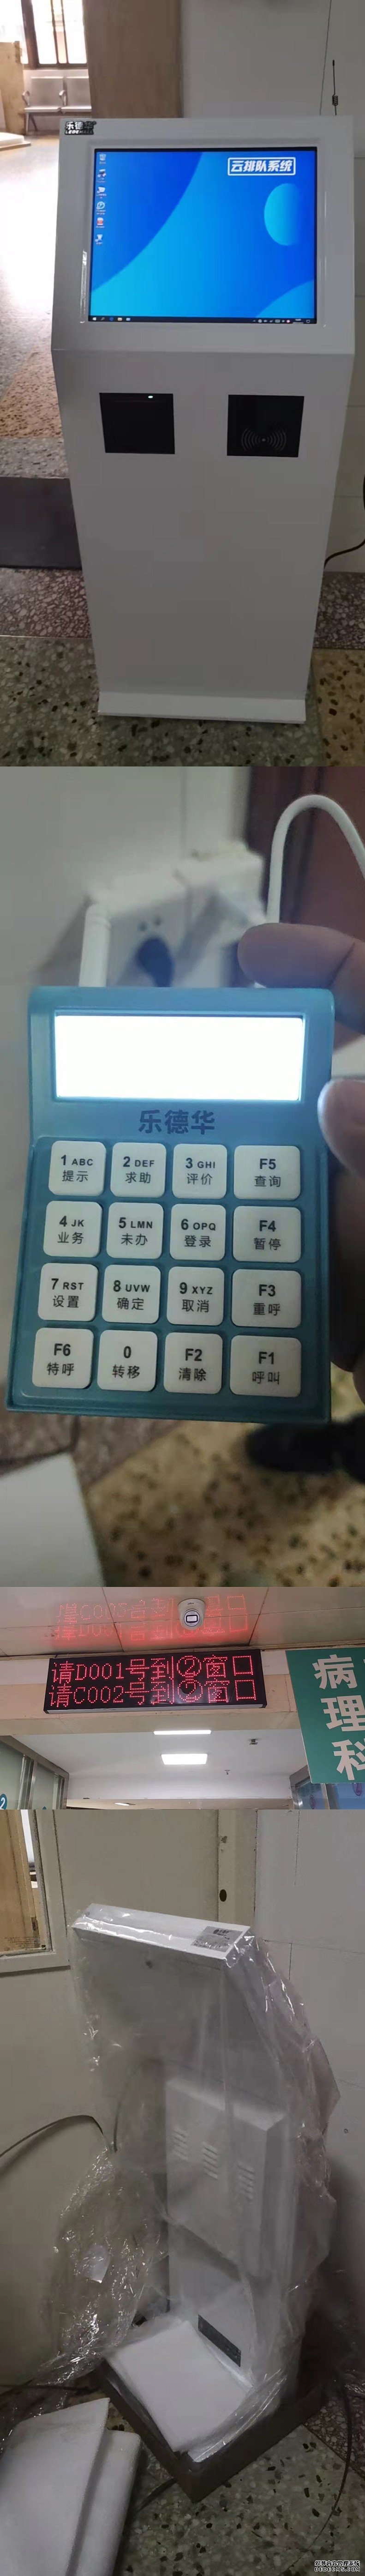 乐德华
云排队系统
乐德华
1 ABC
提示
2 DEF
求助
3 GHI
评价
F5
查询
4 JK
业务
5 LMN
未办
6 OPQ
登录
F4
暂停
7 RST
设置
8 UVW
确定
9 XYZ
取消
F3
重呼
F6
特呼
0
转移
F2
清除
F1
呼叫
请D001号到②窗口
请C002号到②窗口
病理科
2